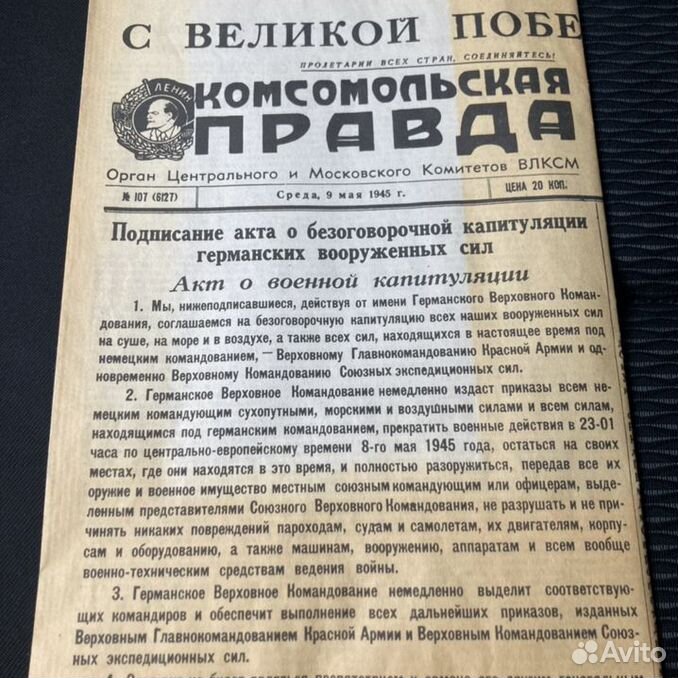 С ВЕЛИКОЙ ПОБЕ
ПРОЛЕТАРИИ ВСЕХ СТРАН, СОЕДИНЯЙТЕСЬ!
ЛЕНИН
КОМСОМОЛЬСКАЯ
ПРАВДА
Орган Центрального и Московского Комитетов ВЛКСМ
№ 107 (6127)
Среда, 9 мая 1945 г.
ЦЕНА 20 КОП.
Подписание акта о безоговорочной капитуляции
германских вооруженных сил
Акт о военной капитуляции
1. Мы, нижеподписавшиеся, действуя от имени Германского Верховного Коман-
дования, соглашаемся на безоговорочную капитуляцию всех наших вооруженных сил
на суше, на море и в воздухе, а также всех сил, находящихся в настоящее время под
немецким командованием, — Верховному Главнокомандованию Красной Армии и од-
новременно Верховному Командованию Союзных экспедиционных сил.
2. Германское Верховное Командование немедленно издаст приказы всем не-
мецким командующим сухопутными, морскими и воздушными силами и всем силам,
находящимся под германским командованием, прекратить военные действия в 23-01
часа по центрально-европейскому времени 8-го мая 1945 года, остаться на своих
местах, где они находятся в это время, и полностью разоружиться, передав все их
оружие и военное имущество местным союзным командующим или офицерам, выде-
ленным представителями Союзного Верховного Командования, не разрушать и не при-
чинять никаких повреждений пароходам, судам и самолетам, их двигателям, корпу-
сам и оборудованию, а также машинам, вооружению, аппаратам и всем вообще
военно-техническим средствам ведения войны.
3. Германское Верховное Командование немедленно выделит соответствую-
щих командиров и обеспечит выполнение всех дальнейших приказов, изданных
Верховным Главнокомандованием Красной Армии и Верховным Командованием Союз-
ных экспедиционных сил.
Avito